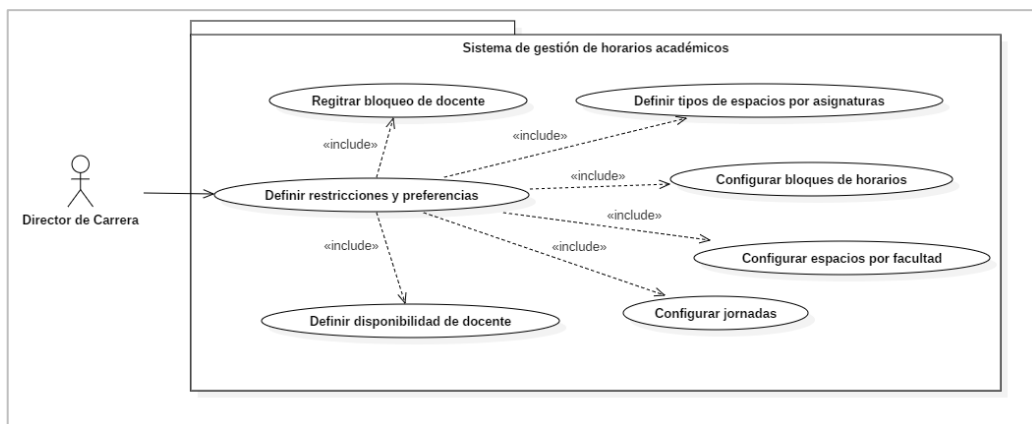 Sistema de gestión de horarios académicos
Regitrar bloqueo de docente
Definir tipos de espacios por asignaturas
«include»
«include»
«include»
Configurar bloques de horarios
Definir restricciones y preferencias
Director de Carrera
«include»
«include»
«include»
Configurar espacios por facultad
Definir disponibilidad de docente
Configurar jornadas